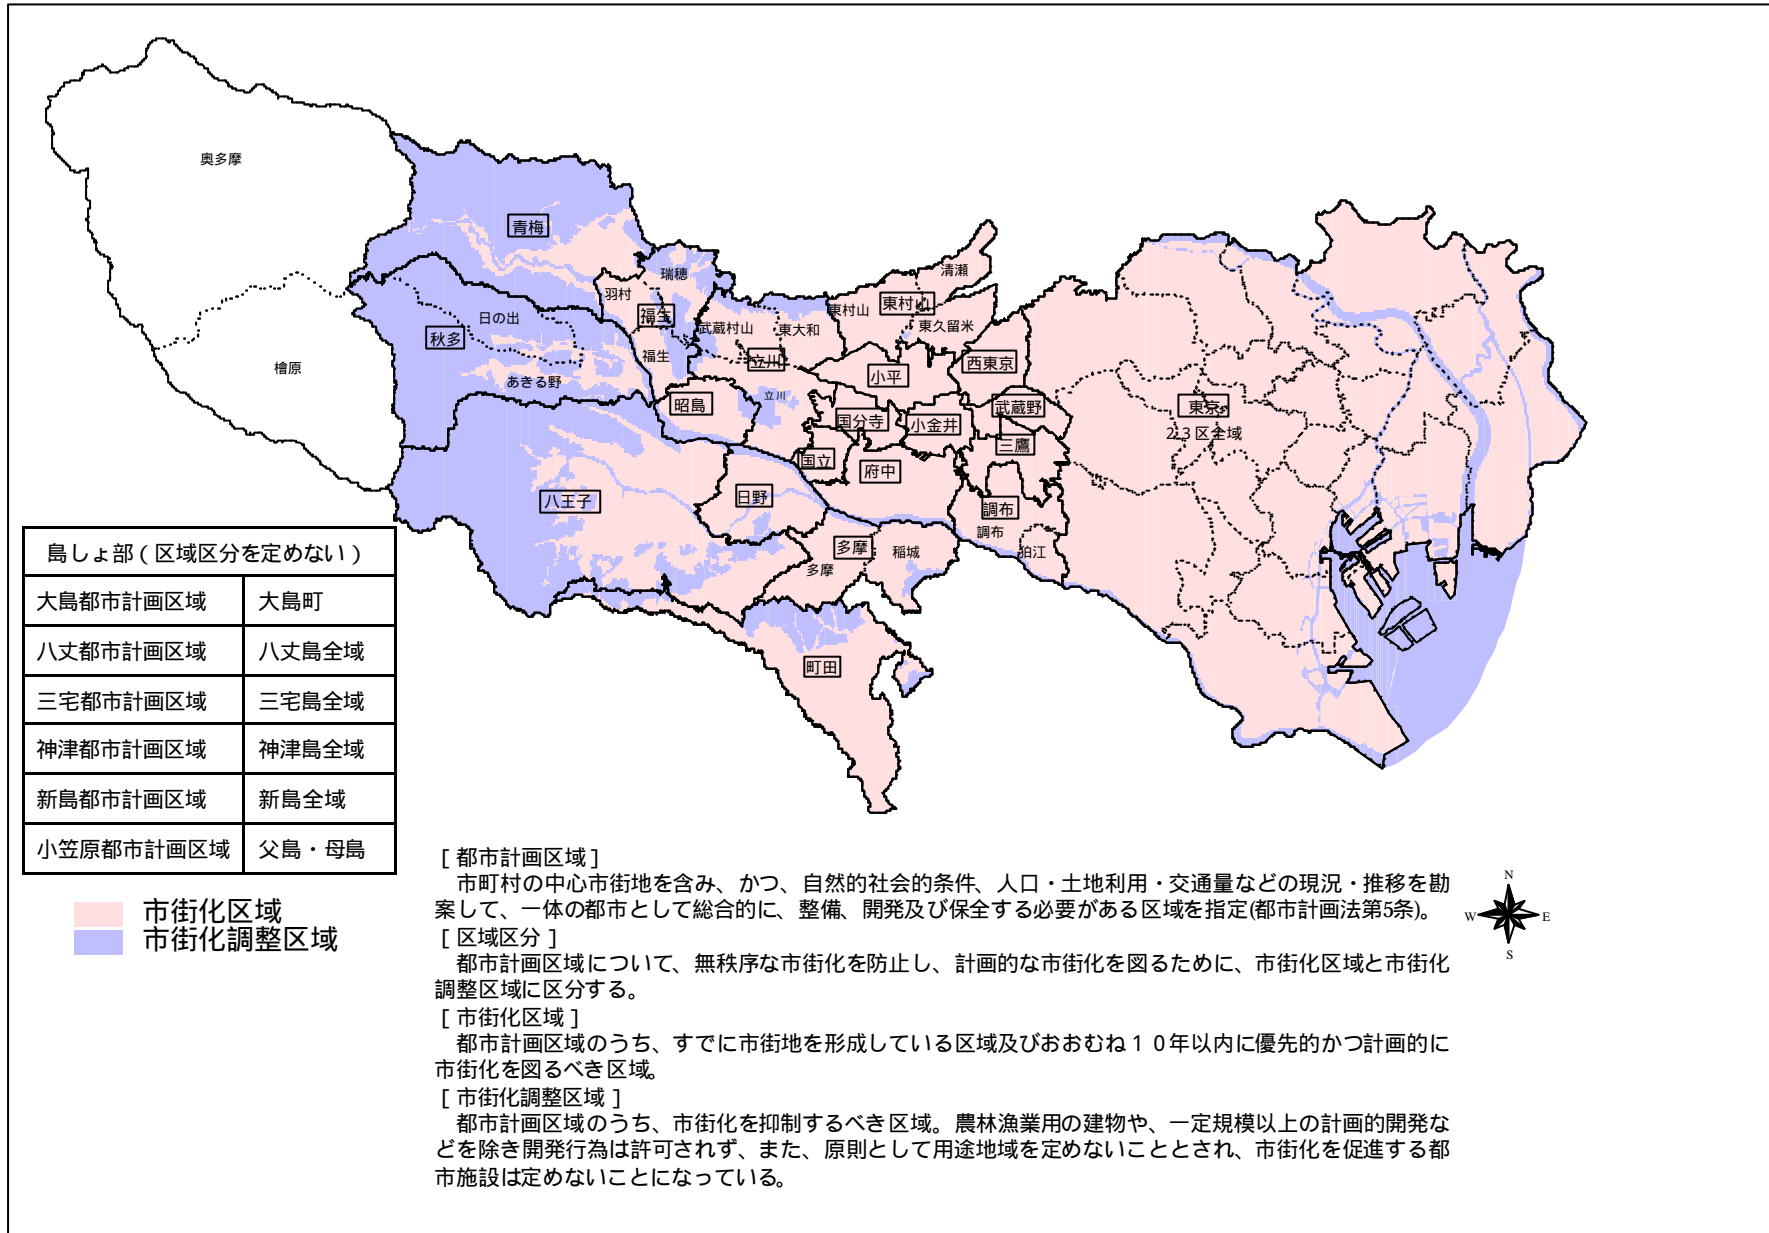 奥多摩
檜原
青梅
瑞穂
羽村
福生
福生
日の出
秋多
あきる野
武蔵村山
東大和
東村山
東村山
清瀬
東久留米
立川
立川
小平
西東京
昭島
国分寺
小金井
武蔵野
三鷹
国立
府中
八王子
日野
調布
調布
狛江
多摩
多摩
稲城
町田
東京
23区全域
島しょ部(区域区分を定めない)
大島都市計画区域 大島町
八丈都市計画区域 八丈島全域
三宅都市計画区域 三宅島全域
神津都市計画区域 神津島全域
新島都市計画区域 新島全域
小笠原都市計画区域 父島・母島
市街化区域
市街化調整区域
[都市計画区域]
市町村の中心市街地を含み、かつ、自然的社会的条件、人口・土地利用・交通量などの現況・推移を勘
案して、一体の都市として総合的に、整備、開発及び保全する必要がある区域を指定(都市計画法第5条)。
[区域区分]
都市計画区域について、無秩序な市街化を防止し、計画的な市街化を図るために、市街化区域と市街化
調整区域に区分する。
[市街化区域]
都市計画区域のうち、すでに市街地を形成している区域及びおおむね10年以内に優先的かつ計画的に
市街化を図るべき区域。
[市街化調整区域]
都市計画区域のうち、市街化を抑制するべき区域。農林漁業用の建物や、一定規模以上の計画的開発な
どを除き開発行為は許可されず、また、原則として用途地域を定めないこととされ、市街化を促進する都
市施設は定めないことになっている。
N
W E
S